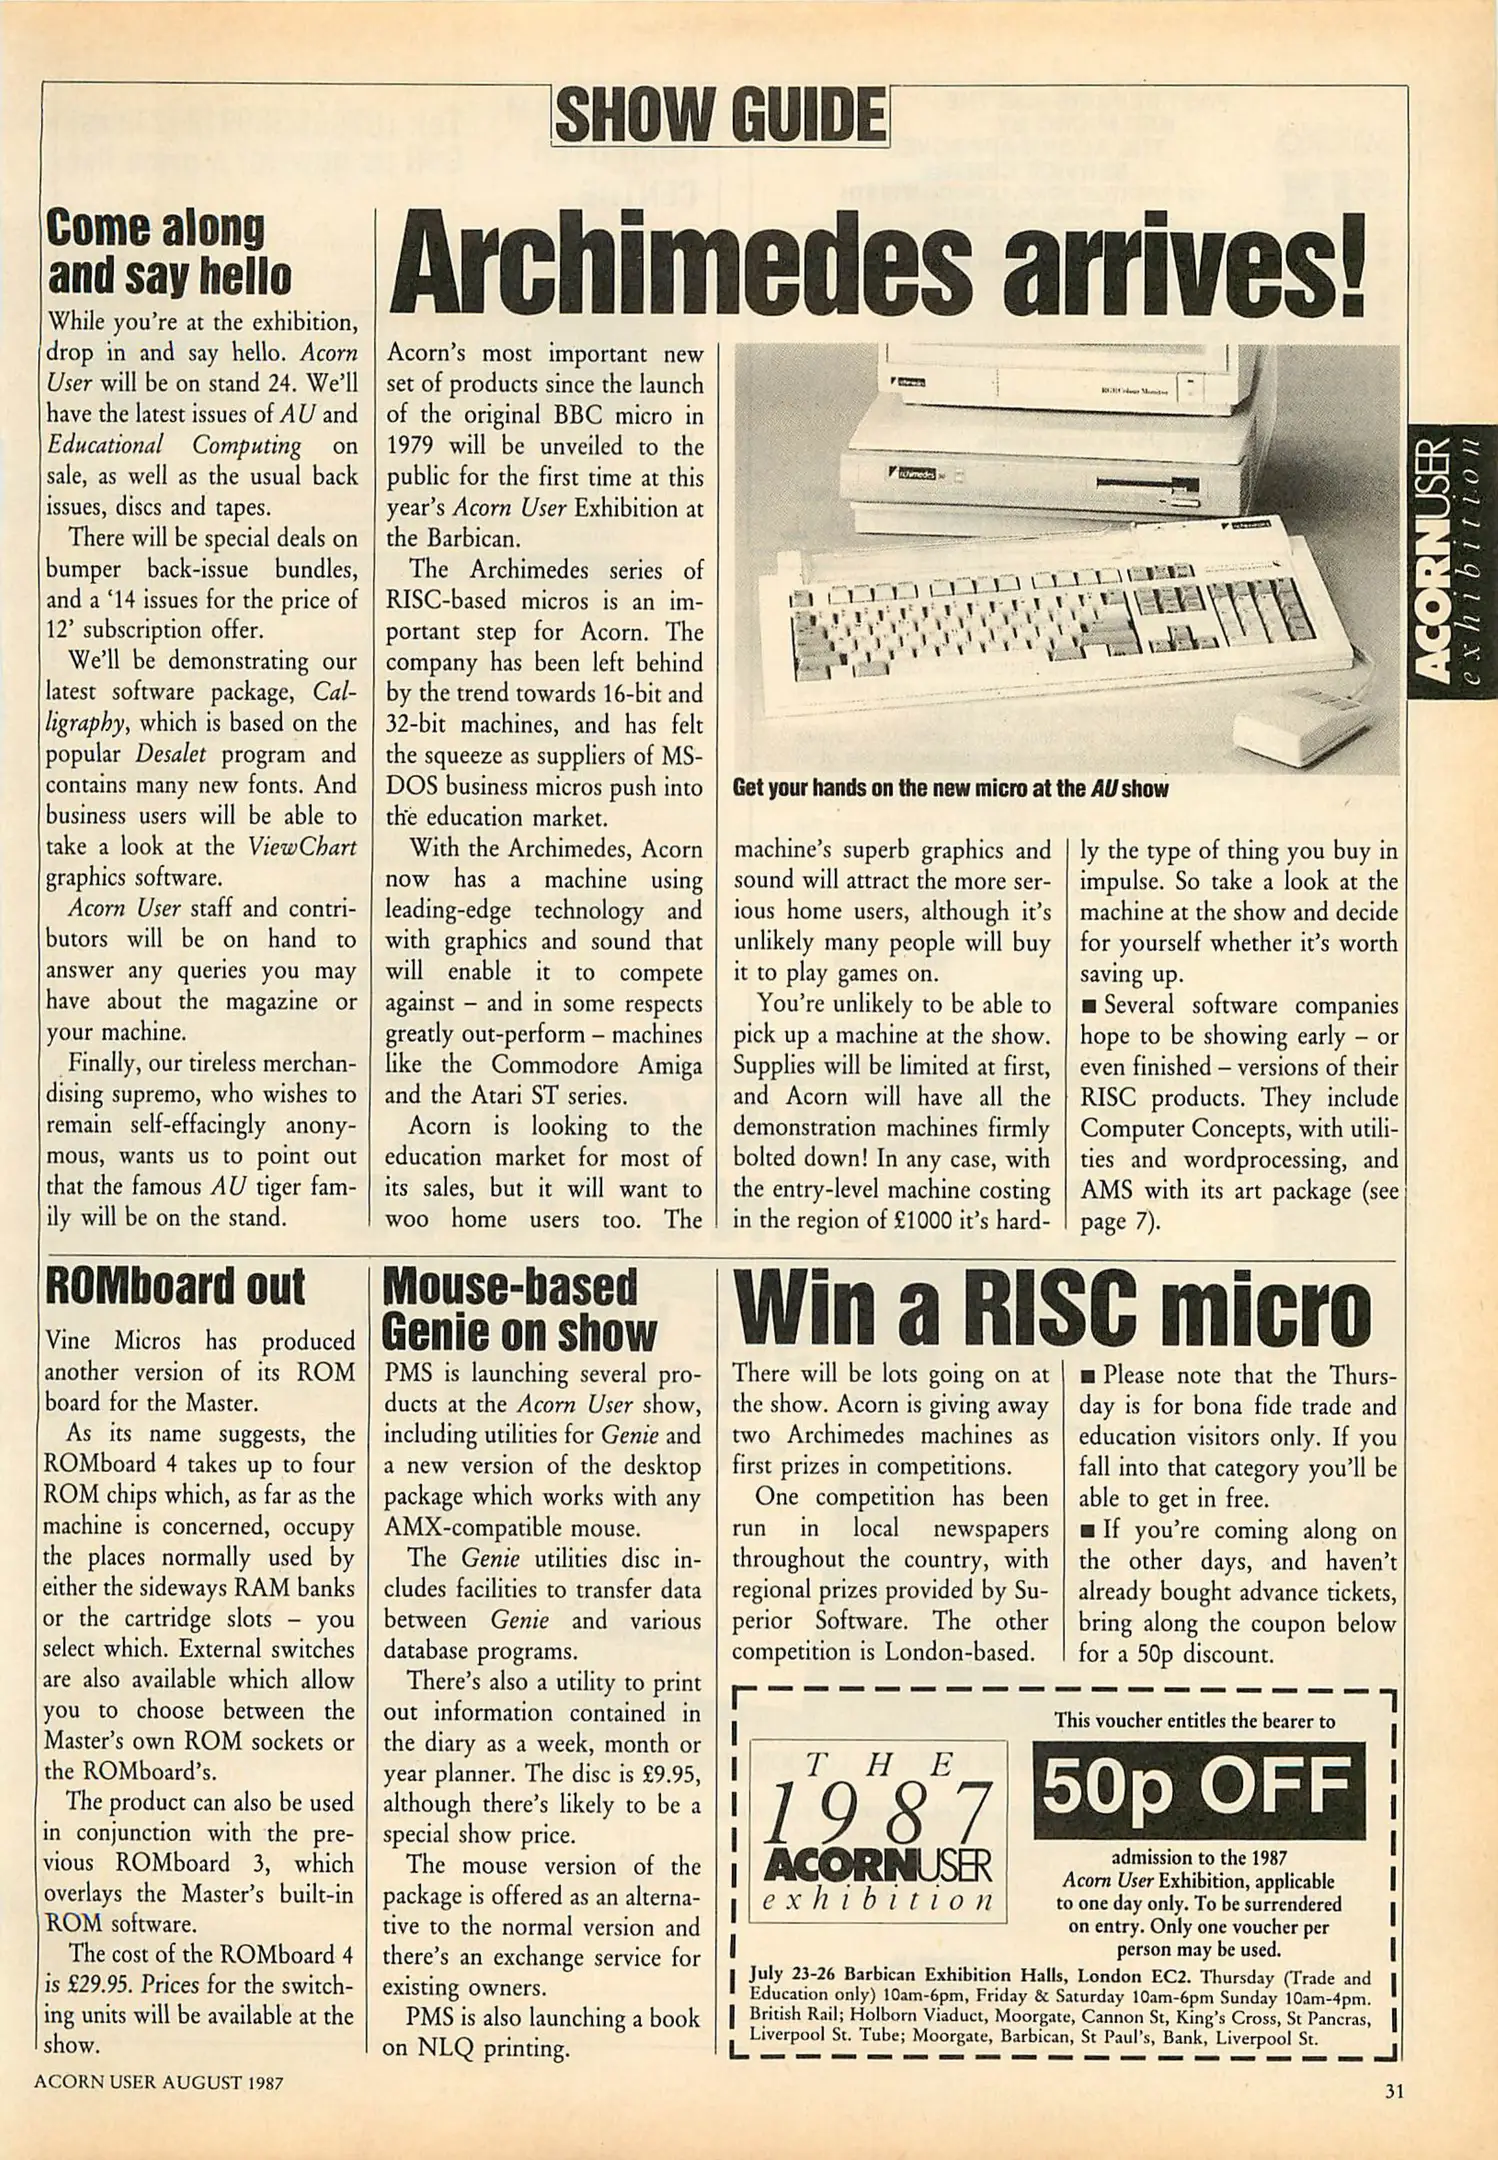 SHOW GUIDE
Come along
and say hello
While you're at the exhibition,
drop in and say hello. Acorn
User will be on stand 24. We'll
have the latest issues of AU and
Educational Computing on
sale, as well as the usual back
issues, discs and tapes.
There will be special deals on
bumper back-issue bundles,
and a '14 issues for the price of
12' subscription offer.
We'll be demonstrating our
latest software package, Cal-
ligraphy, which is based on the
popular Desalet program and
contains many new fonts. And
business users will be able to
take a look at the ViewChart
graphics software.
Acorn User staff and contri-
butors will be on hand to
answer any queries you may
have about the magazine or
your machine.
Finally, our tireless merchan-
dising supremo, who wishes to
remain self-effacingly anony-
mous, wants us to point out
that the famous AU tiger fam-
ily will be on the stand.
Archimedes arrives!
Acorn's most important new
set of products since the launch
of the original BBC micro in
1979 will be unveiled to the
public for the first time at this
year's Acorn User Exhibition at
the Barbican.
The Archimedes series of
RISC-based micros is an im-
portant step for Acorn. The
company has been left behind
by the trend towards 16-bit and
32-bit machines, and has felt
the squeeze as suppliers of MS-
DOS business micros push into
the education market.
With the Archimedes, Acorn
now has a machine using
leading-edge technology and
with graphics and sound that
will enable it to compete
against – and in some respects
greatly out-perform – machines
like the Commodore Amiga
and the Atari ST series.
Acorn is looking to the
education market for most of
its sales, but it will want to
woo home users too. The
Archimedes
RGB Colour Monitor
Archimedes
Get your hands on the new micro at the AU show
machine's superb graphics and
sound will attract the more ser-
ious home users, although it's
unlikely many people will buy
it to play games on.
You're unlikely to be able to
pick up a machine at the show.
Supplies will be limited at first,
and Acorn will have all the
demonstration machines firmly
bolted down! In any case, with
the entry-level machine costing
in the region of £1000 it's hard-
ly the type of thing you buy in
impulse. So take a look at the
machine at the show and decide
for yourself whether it's worth
saving up.
■ Several software companies
hope to be showing early – or
even finished – versions of their
RISC products. They include
Computer Concepts, with utili-
ties and wordprocessing, and
AMS with its art package (see
page 7).
ACORNUSER
exhibition
ROMboard out
Vine Micros has produced
another version of its ROM
board for the Master.
As its name suggests, the
ROMboard 4 takes up to four
ROM chips which, as far as the
machine is concerned, occupy
the places normally used by
either the sideways RAM banks
or the cartridge slots – you
select which. External switches
are also available which allow
you to choose between the
Master's own ROM sockets or
the ROMboard's.
The product can also be used
in conjunction with the pre-
vious ROMboard 3, which
overlays the Master's built-in
ROM software.
The cost of the ROMboard 4
is £29.95. Prices for the switch-
ing units will be available at the
show.
Mouse-based
Genie on show
PMS is launching several pro-
ducts at the Acorn User show,
including utilities for Genie and
a new version of the desktop
package which works with any
AMX-compatible mouse.
The Genie utilities disc in-
cludes facilities to transfer data
between Genie and various
database programs.
There's also a utility to print
out information contained in
the diary as a week, month or
year planner. The disc is £9.95,
although there's likely to be a
special show price.
The mouse version of the
package is offered as an alterna-
tive to the normal version and
there's an exchange service for
existing owners.
PMS is also launching a book
on NLQ printing.
Win a RISC micro
There will be lots going on at
the show. Acorn is giving away
two Archimedes machines as
first prizes in competitions.
One competition has been
run in local newspapers
throughout the country, with
regional prizes provided by Su-
perior Software. The other
competition is London-based.
■ Please note that the Thurs-
day is for bona fide trade and
education visitors only. If you
fall into that category you'll be
able to get in free.
■ If you're coming along on
the other days, and haven't
already bought advance tickets,
bring along the coupon below
for a 50p discount.
THE
1987
ACORNUSER
exhibition
This voucher entitles the bearer to
50p OFF
admission to the 1987
Acorn User Exhibition, applicable
to one day only. To be surrendered
on entry. Only one voucher per
person may be used.
July 23-26 Barbican Exhibition Halls, London EC2. Thursday (Trade and
Education only) 10am-6pm, Friday & Saturday 10am-6pm Sunday 10am-4pm.
British Rail; Holborn Viaduct, Moorgate, Cannon St, King's Cross, St Pancras,
Liverpool St. Tube; Moorgate, Barbican, St Paul's, Bank, Liverpool St.
ACORN USER AUGUST 1987
31